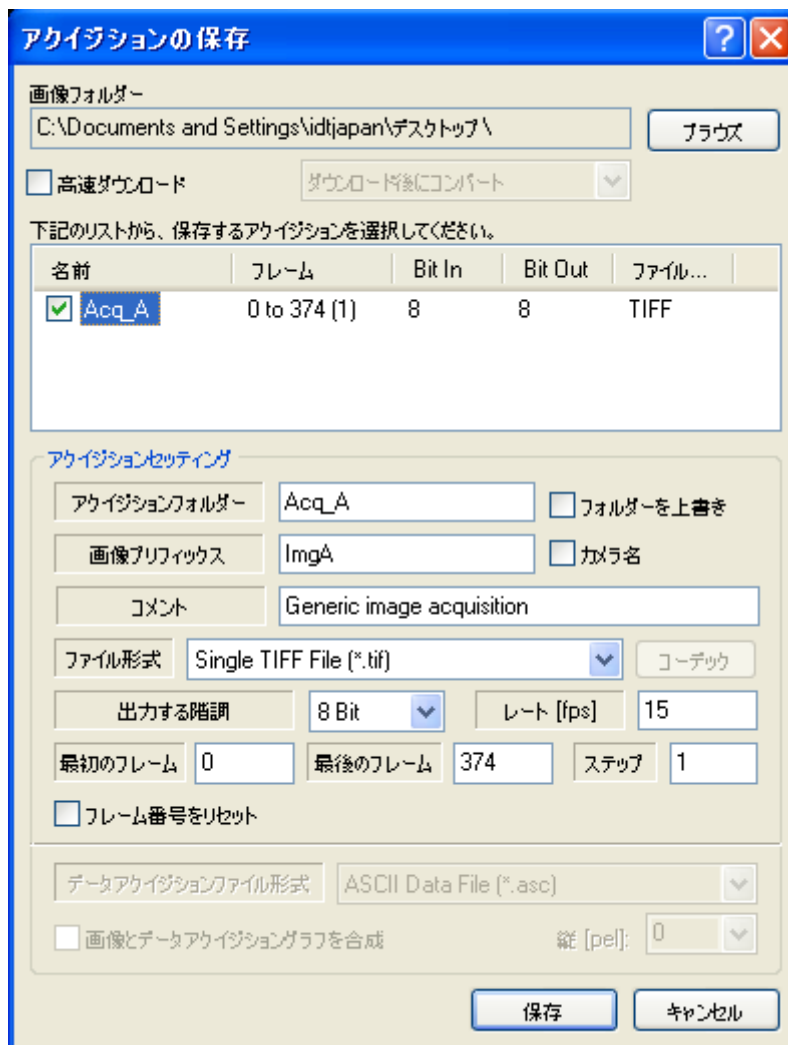 アクイジションの保存
画像フォルダー
C:\Documents and Settings\idtjapan\デスクトップ\
ブラウズ
高速ダウンロード ダウンロード後にコンバート
下記のリストから、保存するアクイジションを選択してください。
名前 フレーム Bit In Bit Out ファイル...
Acq_A 0 to 374 (1) 8 8 TIFF
アクイジションセッティング
アクイジションフォルダー Acq_A フォルダーを上書き
画像プリフィックス ImgA カメラ名
コメント Generic image acquisition
ファイル形式 Single TIFF File (*.tif) コーデック
出力する階調 8 Bit レート [fps] 15
最初のフレーム 0 最後のフレーム 374 ステップ 1
フレーム番号をリセット
データアクイジションファイル形式 ASCII Data File (*.asc)
画像とデータアクイジショングラフを合成 縦 [pel]: 0
保存 キャンセル